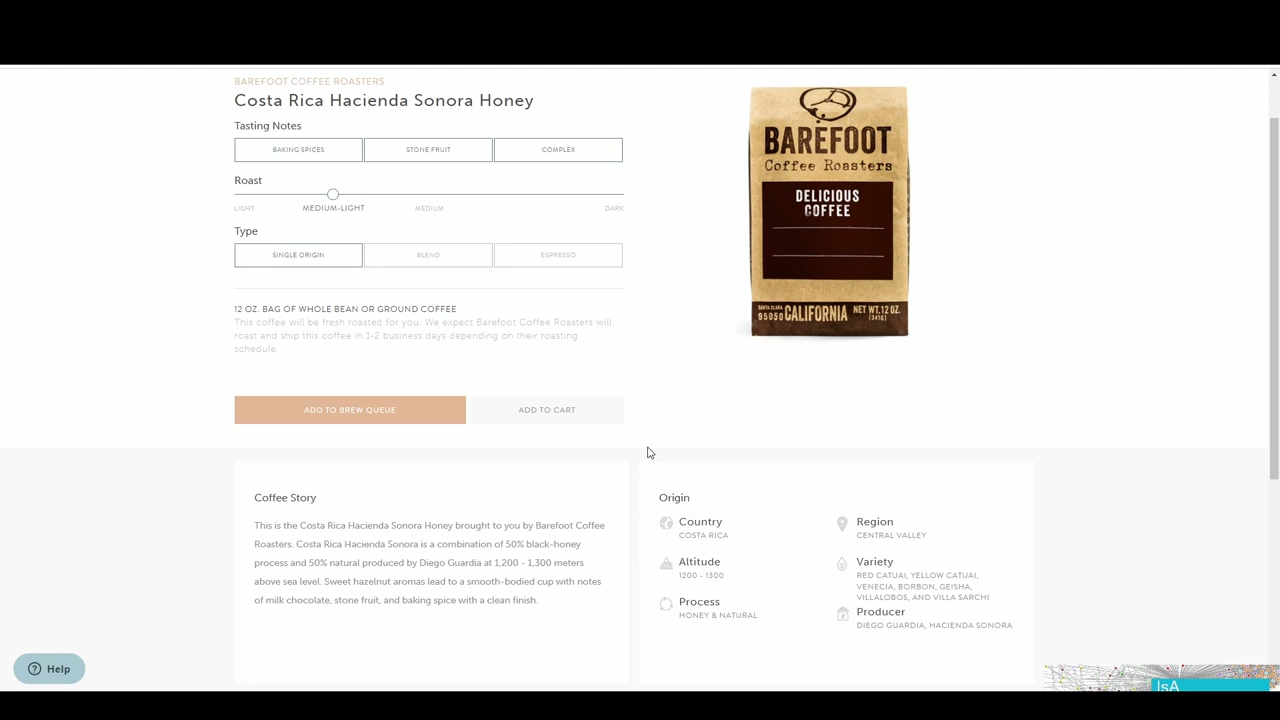 BAREFOOT COFFEE ROASTERS
Costa Rica Hacienda Sonora Honey
Tasting Notes
BAKING SPICES
STONE FRUIT
COMPLEX
Roast
LIGHT
MEDIUM-LIGHT
MEDIUM
DARK
Type
SINGLE ORIGIN
BLEND
ESPRESSO
12 OZ. BAG OF WHOLE BEAN OR GROUND COFFEE
This coffee will be fresh roasted for you. We expect Barefoot Coffee Roasters will
roast and ship this coffee in 1-2 business days depending on their roasting
schedule.
ADD TO BREW QUEUE
ADD TO CART
BAREFOOT
Coffee Roasters
DELICIOUS
COFFEE
SANTA CLARA
95050
CALIFORNIA
NET WT. 12 OZ.
(341g)
Coffee Story
This is the Costa Rica Hacienda Sonora Honey brought to you by Barefoot Coffee
Roasters. Costa Rica Hacienda Sonora is a combination of 50% black-honey
process and 50% natural produced by Diego Guardia at 1,200 - 1,300 meters
above sea level. Sweet hazelnut aromas lead to a smooth-bodied cup with notes
of milk chocolate, stone fruit, and baking spice with a clean finish.
Origin
Country
COSTA RICA
Region
CENTRAL VALLEY
Altitude
1200 - 1300
Variety
RED CATUAI, YELLOW CATUAI,
VENECIA, BORBON, GEISHA,
VILLALOBOS, AND VILLA SARCHI
Process
HONEY & NATURAL
Producer
DIEGO GUARDIA, HACIENDA SONORA
Help
IsA